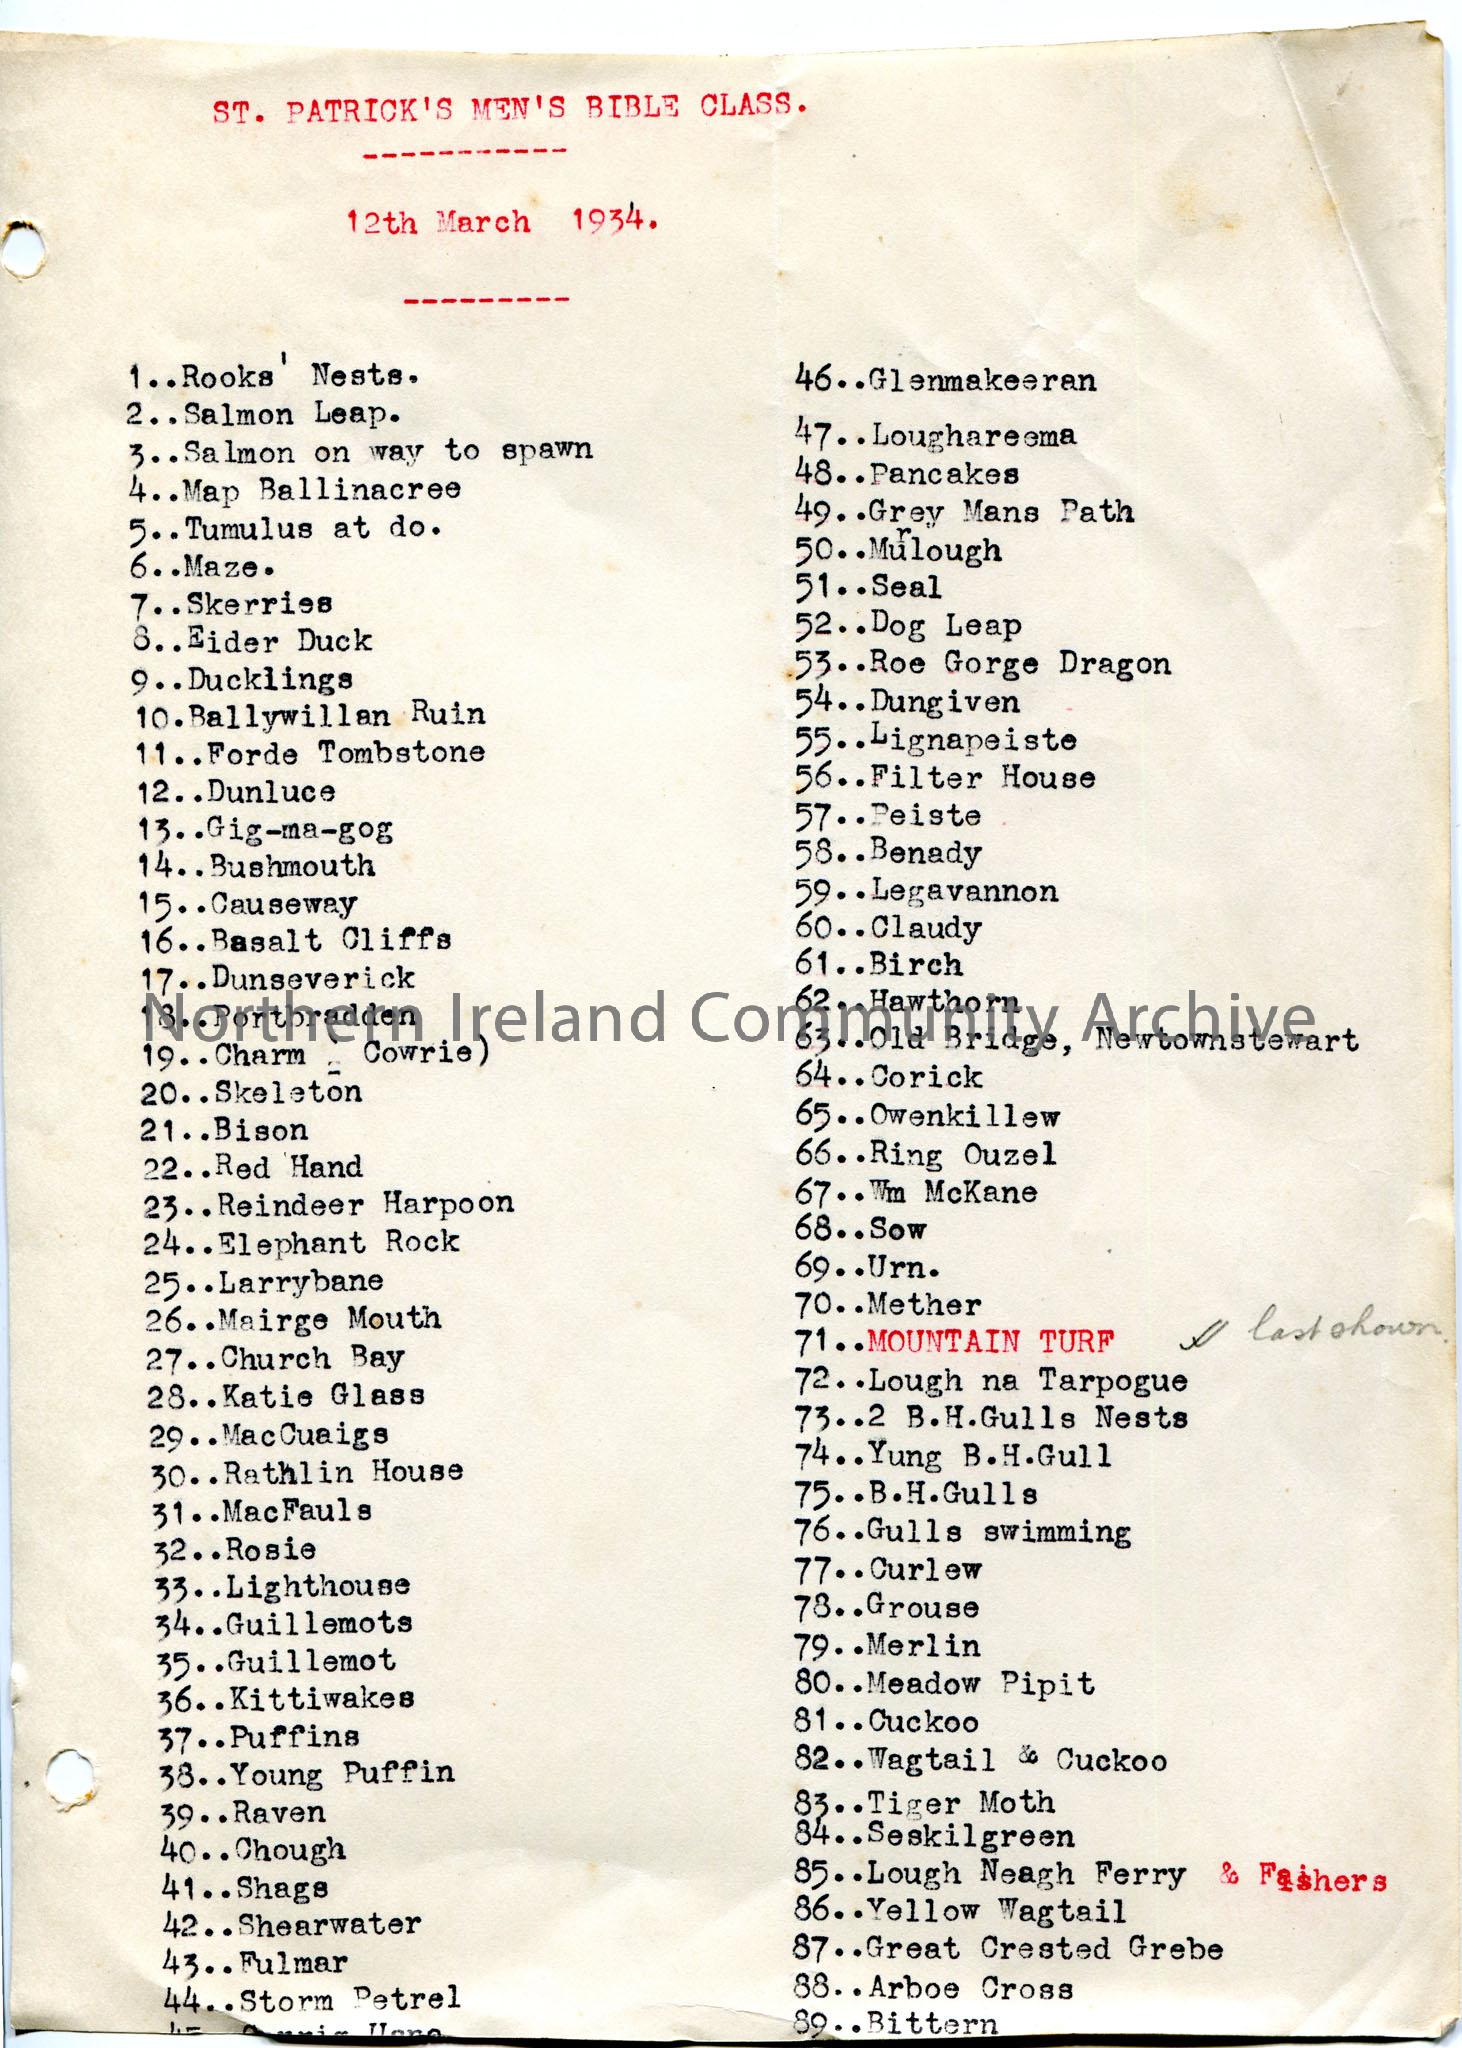 ST. PATRICK'S MEN'S BIBLE CLASS.
-----------
12th March 1934.
---------
1..Rooks' Nests.
2..Salmon Leap.
3..Salmon on way to spawn
4..Map Ballinacree
5..Tumulus at do.
6..Maze.
7..Skerries
8..Eider Duck
9..Ducklings
10.Ballywillan Ruin
11..Forde Tombstone
12..Dunluce
13..Gig-ma-gog
14..Bushmouth
15..Causeway
16..Basalt Cliffs
17..Dunseverick
18..Portbradden
19..Charm : Cowrie)
20..Skeleton
21..Bison
22..Red Hand
23..Reindeer Harpoon
24..Elephant Rock
25..Larrybane
26..Mairge Mouth
27..Church Bay
28..Katie Glass
29..MacCuaigs
30..Rathlin House
31..MacFauls
32..Rosie
33..Lighthouse
34..Guillemots
35..Guillemot
36..Kittiwakes
37..Puffins
38..Young Puffin
39..Raven
40..Chough
41..Shags
42..Shearwater
43..Fulmar
44..Storm Petrel
46..Glenmakeeran
47..Loughareema
48..Pancakes
49..Grey Mans Path
50..Murlough
51..Seal
52..Dog Leap
53..Roe Gorge Dragon
54..Dungiven
55..Lignapeiste
56..Filter House
57..Peiste
58..Benady
59..Legavannon
60..Claudy
61..Birch
62..Hawthorn
63..Old Bridge, Newtownstewart
64..Corick
65..Owenkillew
66..Ring Ouzel
67..Wm McKane
68..Sow
69..Urn.
70..Mether
71..MOUNTAIN TURF last shown.
72..Lough na Tarpogue
73..2 B.H.Gulls Nests
74..Yung B.H.Gull
75..B.H.Gulls
76..Gulls swimming
77..Curlew
78..Grouse
79..Merlin
80..Meadow Pipit
81..Cuckoo
82..Wagtail & Cuckoo
83..Tiger Moth
84..Seskilgreen
85..Lough Neagh Ferry & Fishers
86..Yellow Wagtail
87..Great Crested Grebe
88..Arboe Cross
89..Bittern
Northern Ireland Community Archive